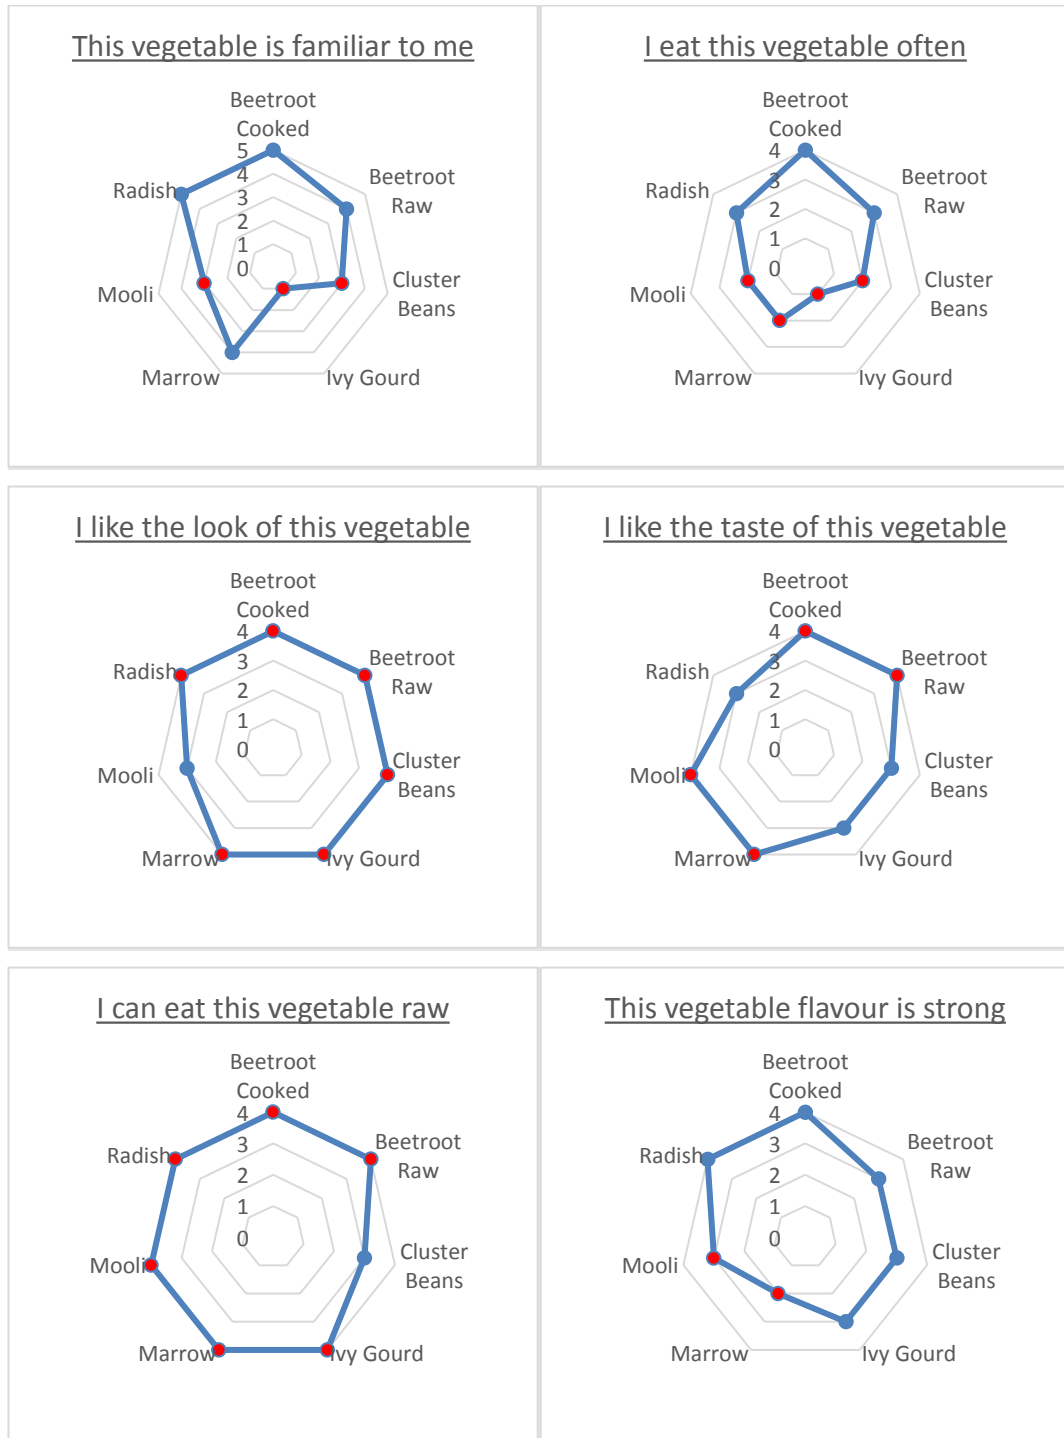 This vegetable is familiar to me
Beetroot
Cooked
5
4
3
2
1
0
Beetroot
Raw
Cluster
Beans
Ivy Gourd
Marrow
Mooli
Radish
I eat this vegetable often
Beetroot
Cooked
4
3
2
1
0
Beetroot
Raw
Cluster
Beans
Ivy Gourd
Marrow
Mooli
Radish
I like the look of this vegetable
Beetroot
Cooked
4
3
2
1
0
Beetroot
Raw
Cluster
Beans
Ivy Gourd
Marrow
Mooli
Radish
I like the taste of this vegetable
Beetroot
Cooked
4
3
2
1
0
Beetroot
Raw
Cluster
Beans
Ivy Gourd
Marrow
Mooli
Radish
I can eat this vegetable raw
Beetroot
Cooked
4
3
2
1
0
Beetroot
Raw
Cluster
Beans
Ivy Gourd
Marrow
Mooli
Radish
This vegetable flavour is strong
Beetroot
Cooked
4
3
2
1
0
Beetroot
Raw
Cluster
Beans
Ivy Gourd
Marrow
Mooli
Radish